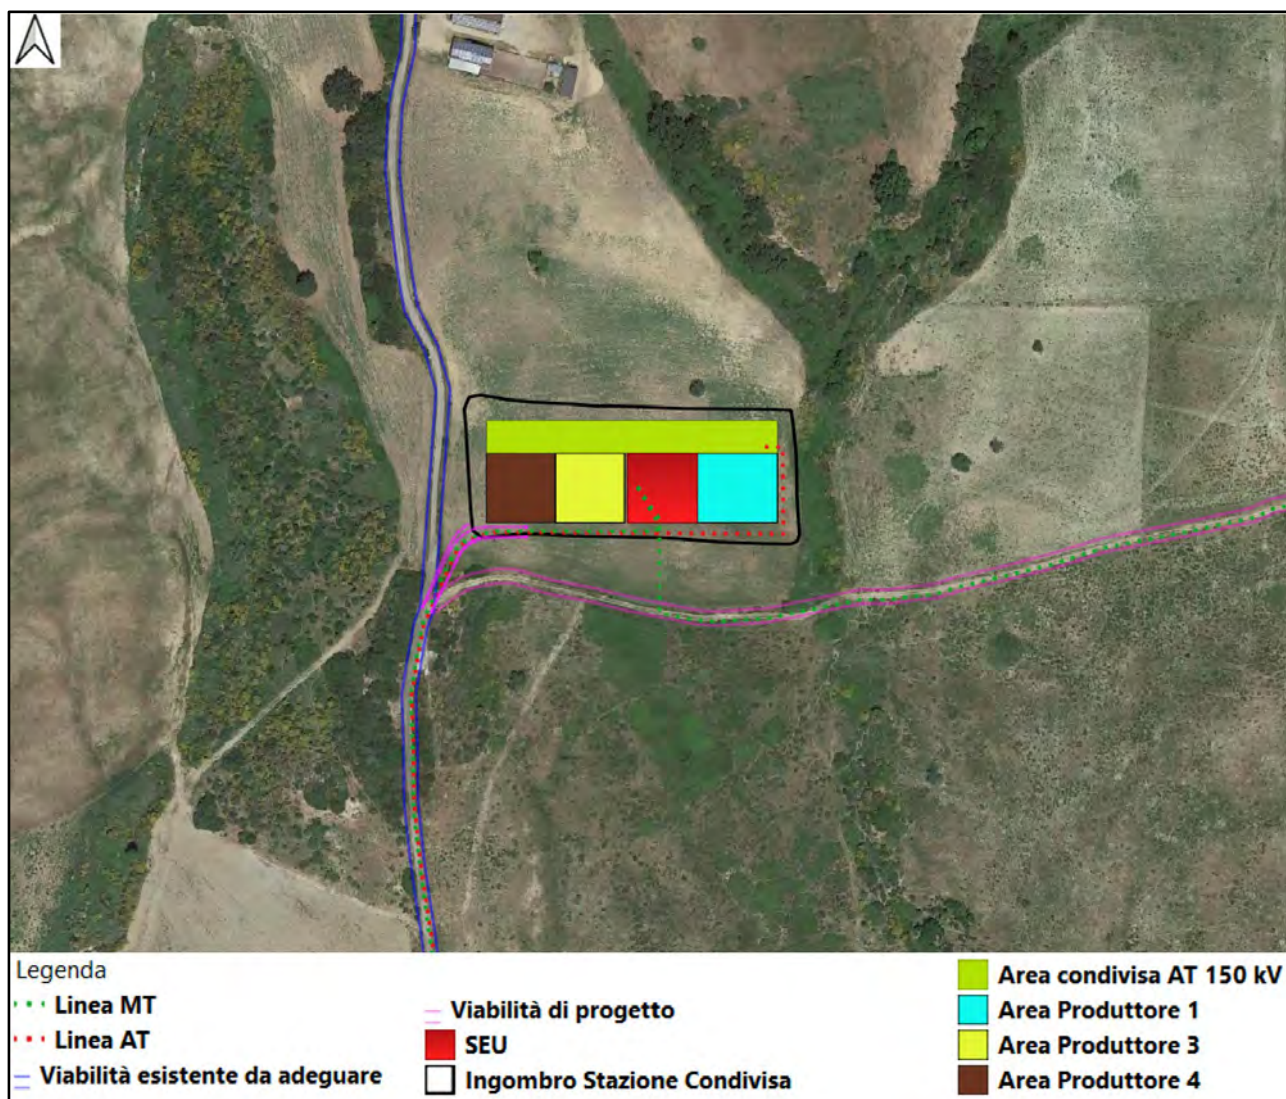 Legenda
Linea MT
Linea AT
Viabilità esistente da adeguare
Viabilità di progetto
SEU
Ingombro Stazione Condivisa
Area condivisa AT 150 kV
Area Produttore 1
Area Produttore 3
Area Produttore 4